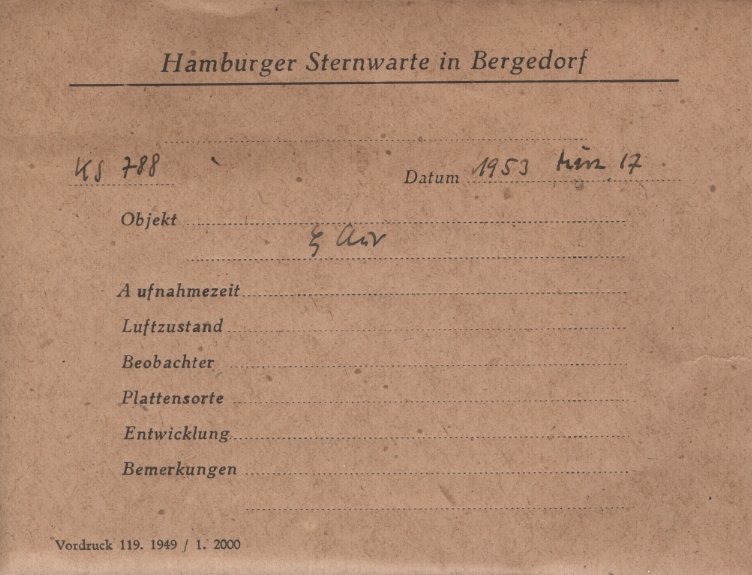 Hamburger Sternwarte in Bergedorf
KS 788 Datum 1953 März 17
Objekt
ξ Aur
Aufnahmezeit
Luftzustand
Beobachter
Plattensorte
Entwicklung
Bemerkungen
Vordruck 119. 1949 / 1. 2000